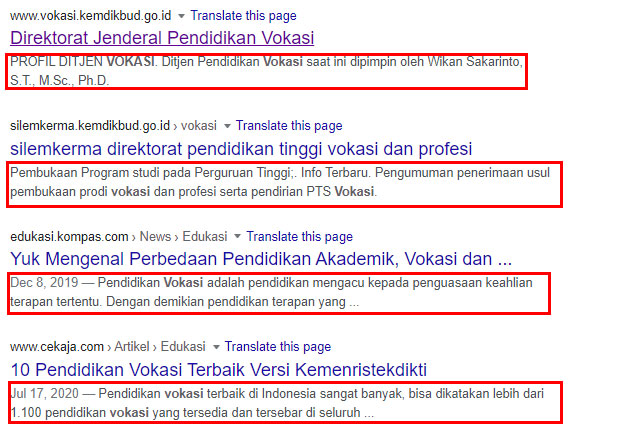 www.vokasi.kemdikbud.go.id ▾ Translate this page
Direktorat Jenderal Pendidikan Vokasi
PROFIL DITJEN VOKASI. Ditjen Pendidikan Vokasi saat ini dipimpin oleh Wikan Sakarinto,
S.T., M.Sc., Ph.D.
silemkerma.kemdikbud.go.id › vokasi ▾ Translate this page
silemkerma direktorat pendidikan tinggi vokasi dan profesi
Pembukaan Program studi pada Perguruan Tinggi;. Info Terbaru. Pengumuman penerimaan usul
pembukaan prodi vokasi dan profesi serta pendirian PTS Vokasi.
edukasi.kompas.com › News › Edukasi ▾ Translate this page
Yuk Mengenal Perbedaan Pendidikan Akademik, Vokasi dan ...
Dec 8, 2019 — Pendidikan Vokasi adalah pendidikan mengacu kepada penguasaan keahlian
terapan tertentu. Dengan demikian pendidikan terapan yang ...
www.cekaja.com › Artikel › Edukasi ▾ Translate this page
10 Pendidikan Vokasi Terbaik Versi Kemenristekdikti
Jul 17, 2020 — Pendidikan vokasi terbaik di Indonesia sangat banyak, bisa dikatakan lebih dari
1.100 pendidikan vokasi yang tersedia dan tersebar di seluruh ...